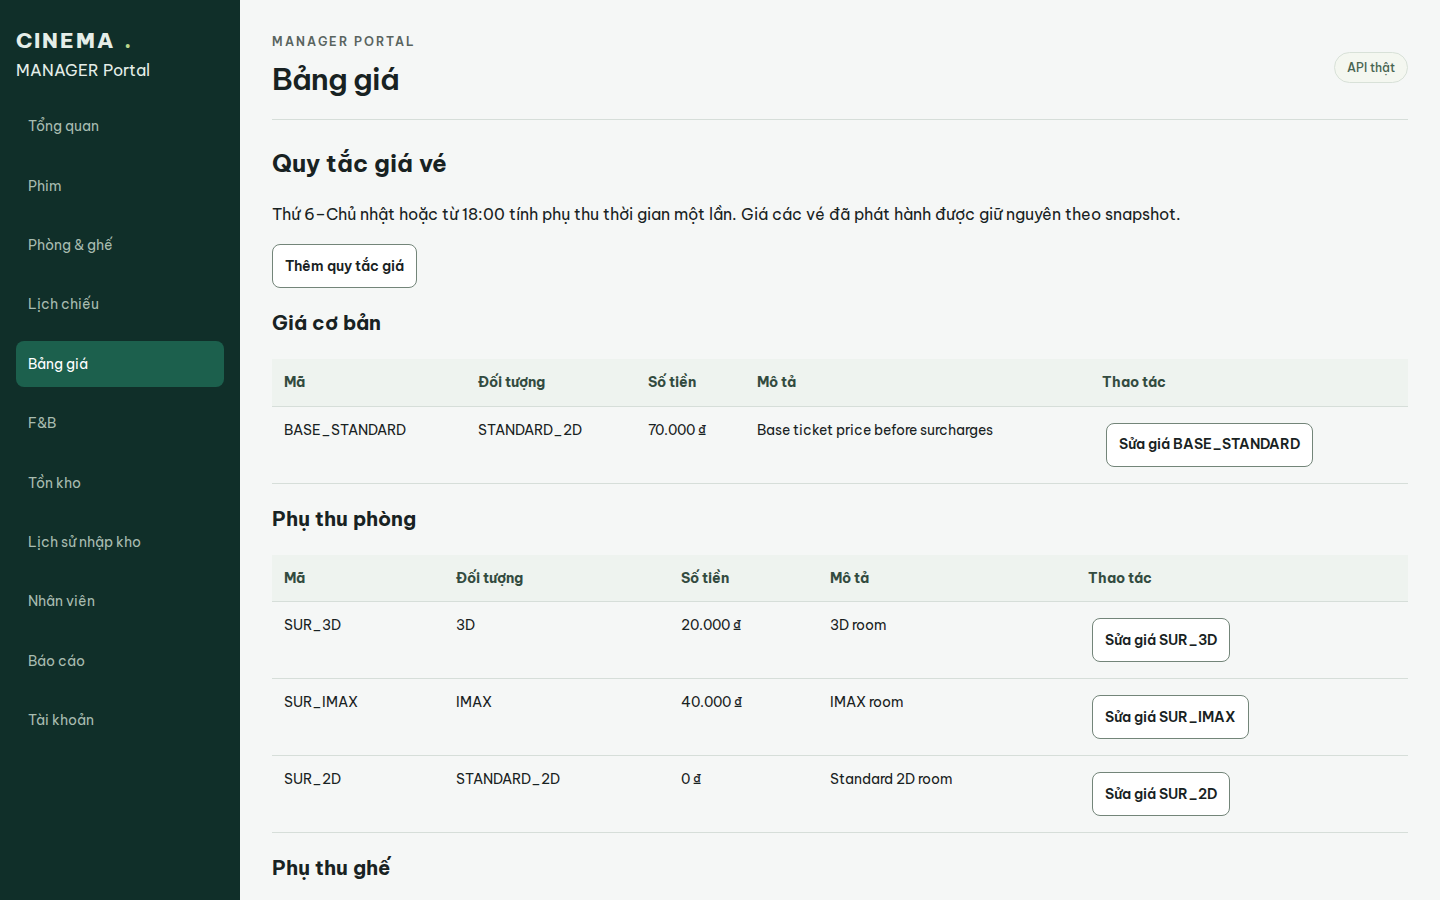 CINEMA .
MANAGER Portal
Tổng quan
Phim
Phòng & ghế
Lịch chiếu
Bảng giá
F&B
Tồn kho
Lịch sử nhập kho
Nhân viên
Báo cáo
Tài khoản
MANAGER PORTAL
Bảng giá
API thật
Quy tắc giá vé
Thứ 6–Chủ nhật hoặc từ 18:00 tính phụ thu thời gian một lần. Giá các vé đã phát hành được giữ nguyên theo snapshot.
Thêm quy tắc giá
Giá cơ bản
Mã Đối tượng Số tiền Mô tả Thao tác
BASE_STANDARD STANDARD_2D 70.000 ₫ Base ticket price before surcharges Sửa giá BASE_STANDARD
Phụ thu phòng
Mã Đối tượng Số tiền Mô tả Thao tác
SUR_3D 3D 20.000 ₫ 3D room Sửa giá SUR_3D
SUR_IMAX IMAX 40.000 ₫ IMAX room Sửa giá SUR_IMAX
SUR_2D STANDARD_2D 0 ₫ Standard 2D room Sửa giá SUR_2D
Phụ thu ghế